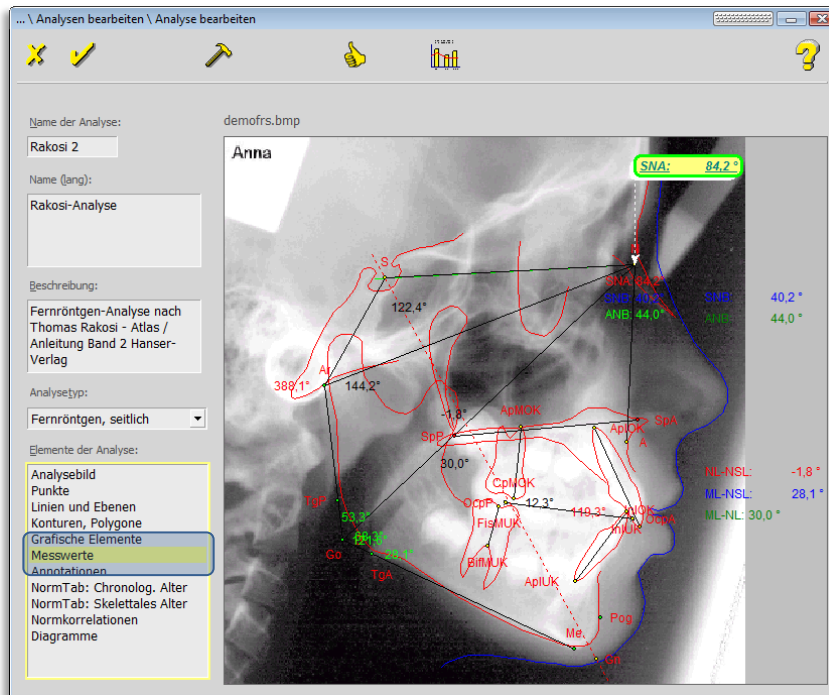 ... \ Analysen bearbeiten \ Analyse bearbeiten
Name der Analyse:
Rakosi 2
Name (lang):
Rakosi-Analyse
Beschreibung:
Fernröntgen-Analyse nach
Thomas Rakosi - Atlas /
Anleitung Band 2 Hanser-
Verlag
Analysetyp:
Fernröntgen, seitlich
Elemente der Analyse:
Analysebild
Punkte
Linien und Ebenen
Konturen, Polygone
Grafische Elemente
Messwerte
Annotationen
NormTab: Chronolog. Alter
NormTab: Skelettales Alter
Normkorrelationen
Diagramme
demofrs.bmp
Anna
SNA: 84,2 °
S
SNA: 84,2°
SNB: 40,2°
SNB: 40,2 °
122,4°
ANB: 44,0°
ANB: 44,0 °
Ar
388,1°
144,2°
-1,8°
ApMOK
SpA
SpP
ApIOK
A
30,0°
NL-NSL: -1,8 °
CpMOK
ML-NSL: 28,1 °
TgP
OcpP
12,3°
110,3°
OcpA
ML-NL: 30,0 °
53,3°
FisMUK
InIUK
Go
28,1°
BifMUK
TgA
ApIUK
Pog
Me
Gn